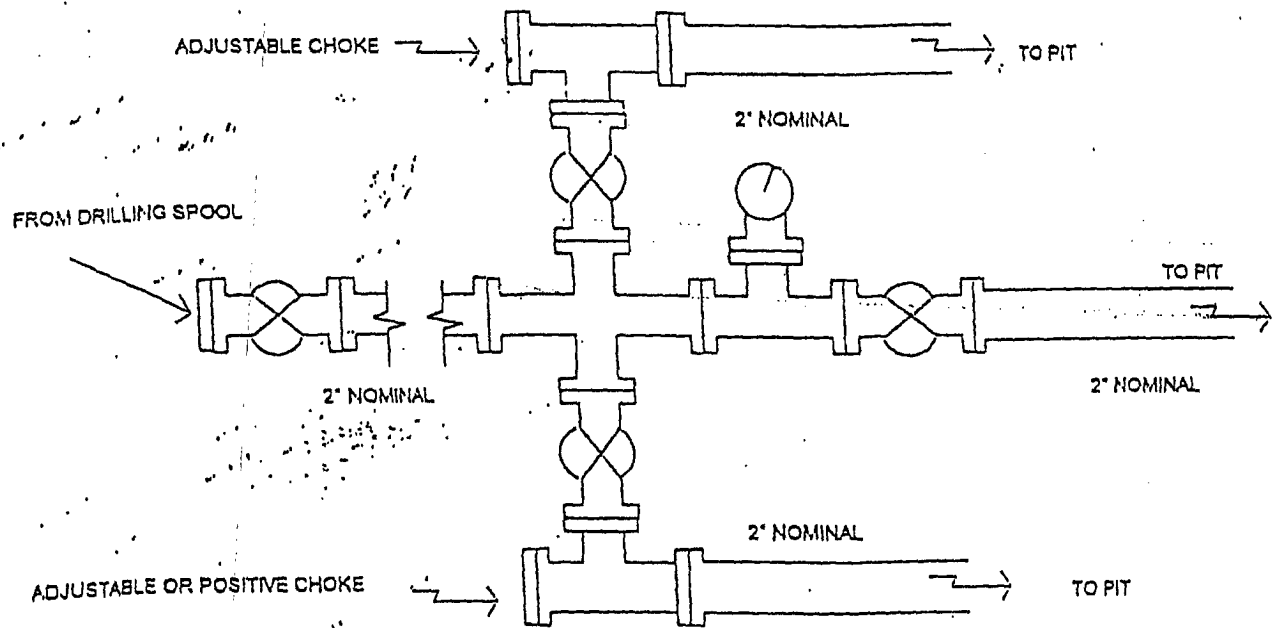 ADJUSTABLE CHOKE
TO PIT
2" NOMINAL
FROM DRILLING SPOOL
TO PIT
2" NOMINAL
2" NOMINAL
2" NOMINAL
ADJUSTABLE OR POSITIVE CHOKE
TO PIT